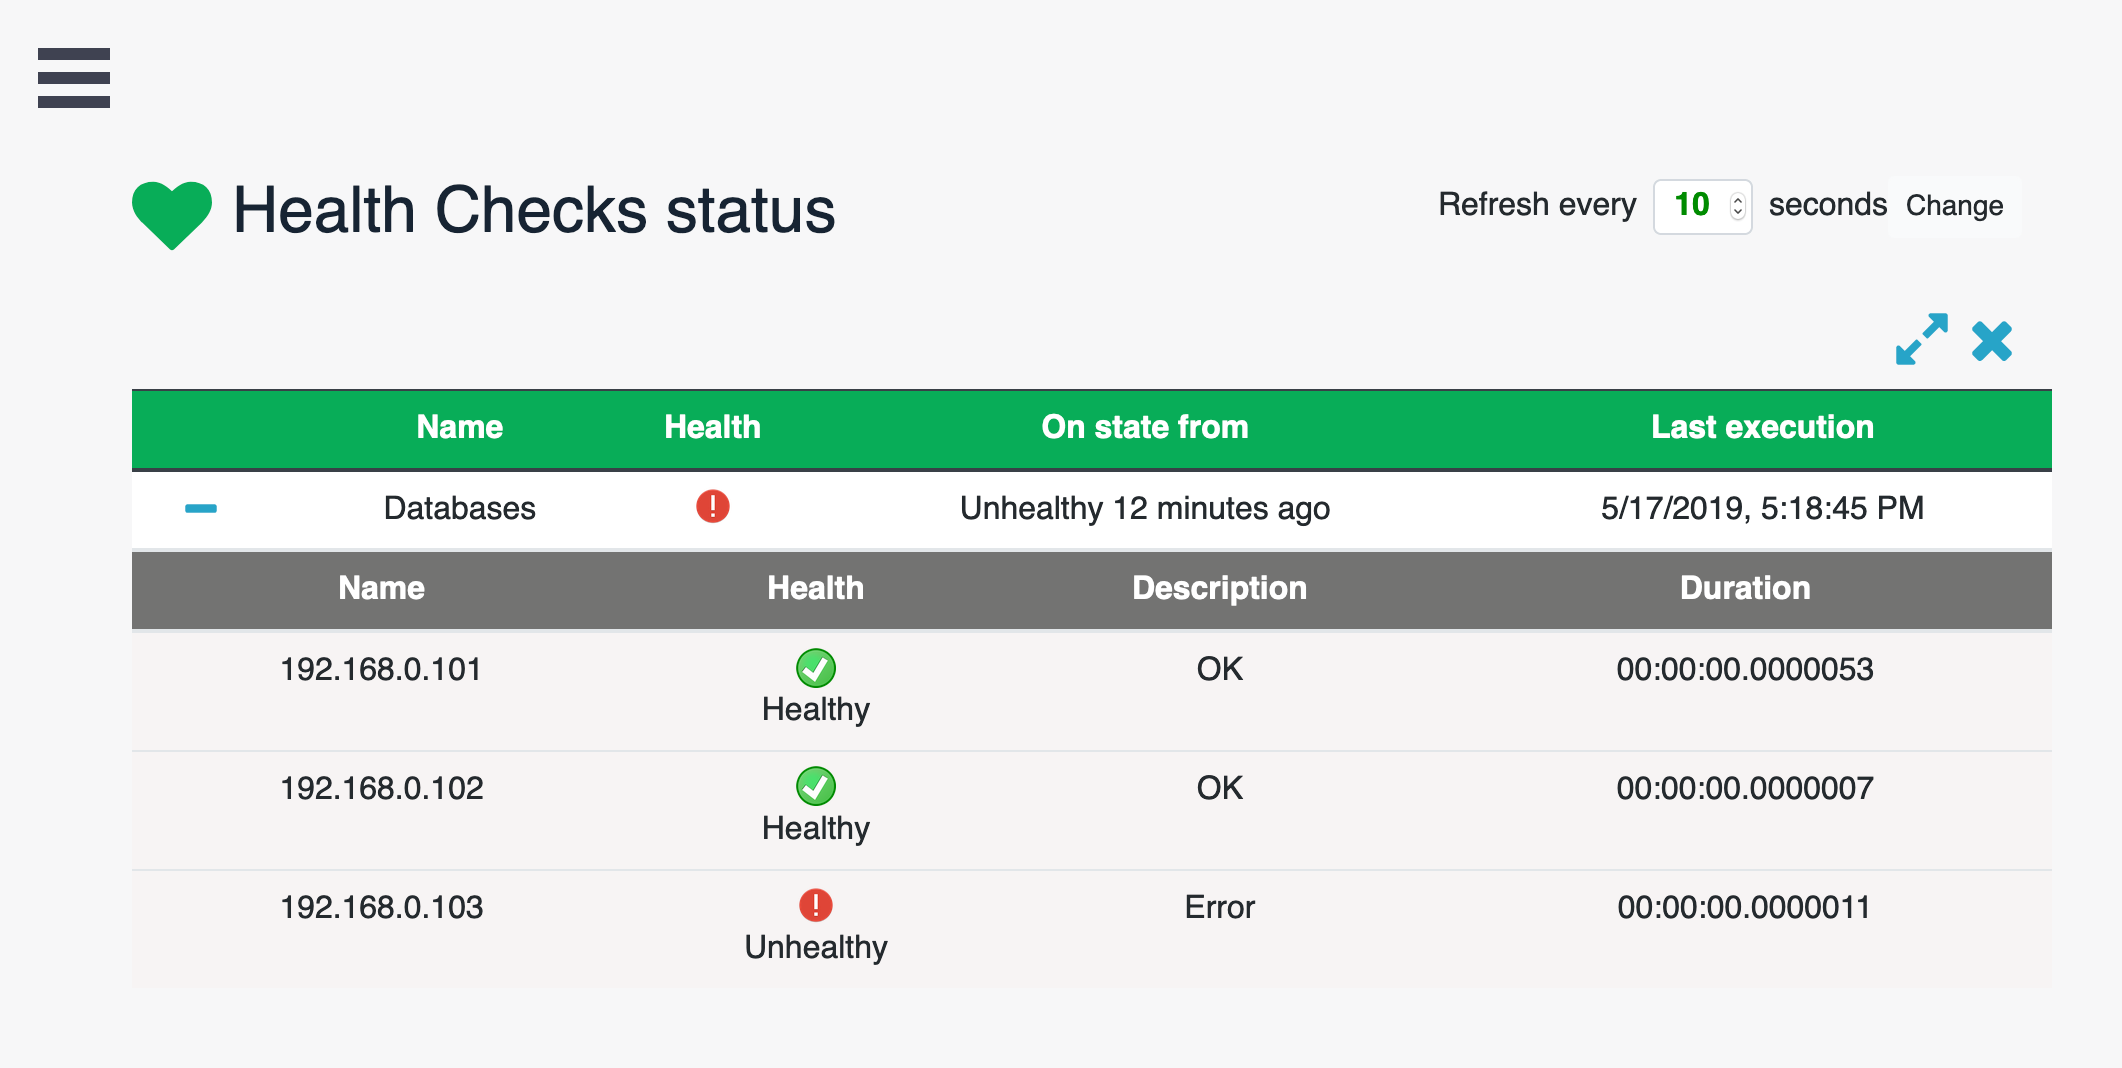 Health Checks status
Refresh every 10 seconds Change
Name Health On state from Last execution
Databases Unhealthy 12 minutes ago 5/17/2019, 5:18:45 PM
Name Health Description Duration
192.168.0.101 OK 00:00:00.0000053
Healthy
192.168.0.102 OK 00:00:00.0000007
Healthy
192.168.0.103 Error 00:00:00.0000011
Unhealthy